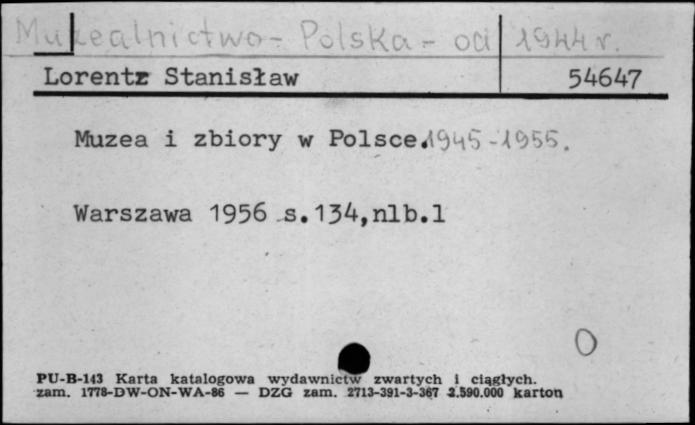 Muzealnictwo - Polska - od 1944 r.
Lorentz Stanisław 54647
Muzea i zbiory w Polsce.1945-1955.
Warszawa 1956 s.134,nlb.1
O
PU-B-143 Karta katalogowa wydawnictw zwartych i ciągłych.
zam. 1778-DW-ON-WA-86 — DZG zam. 2713-391-3-367 2.590.000 karton